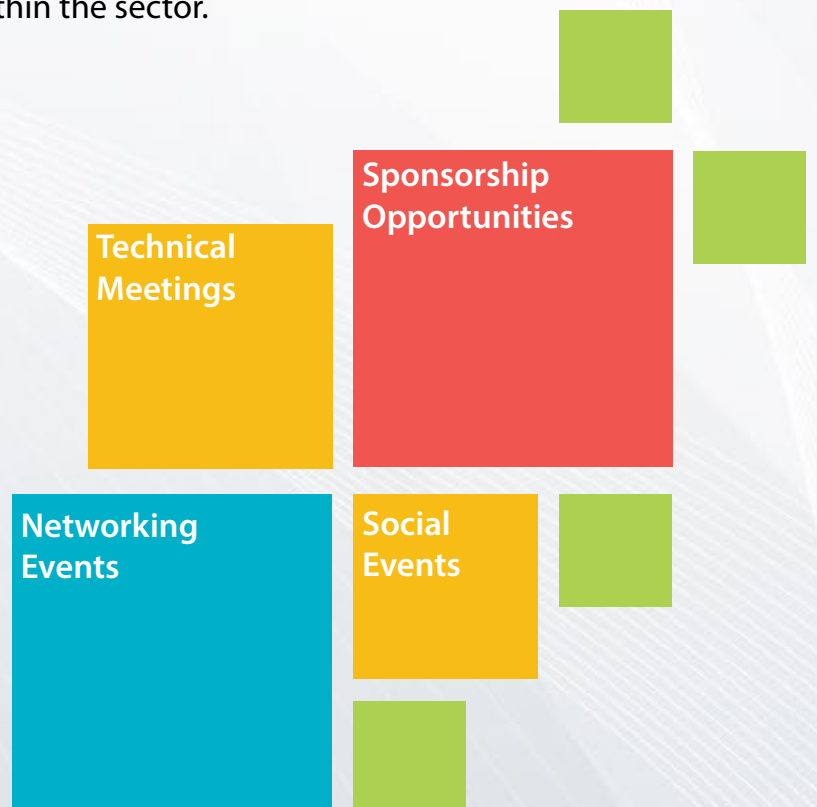 thin the sector.
Sponsorship
Opportunities
Technical
Meetings
Networking
Events
Social
Events